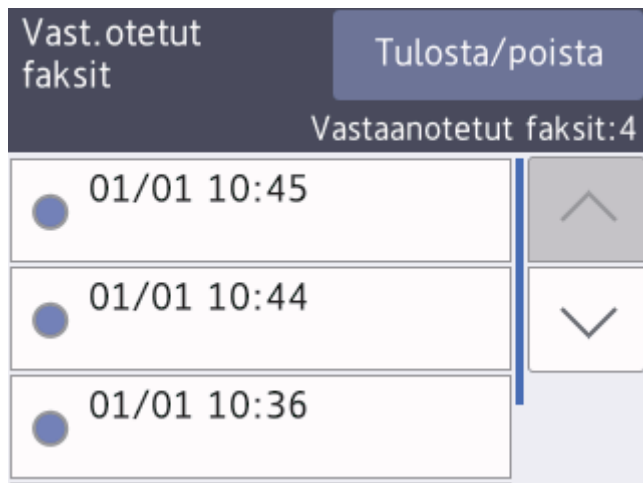 Vast.otetut
faksit
Tulosta/poista
Vastaanotetut faksit:4
01/01 10:45
01/01 10:44
01/01 10:36